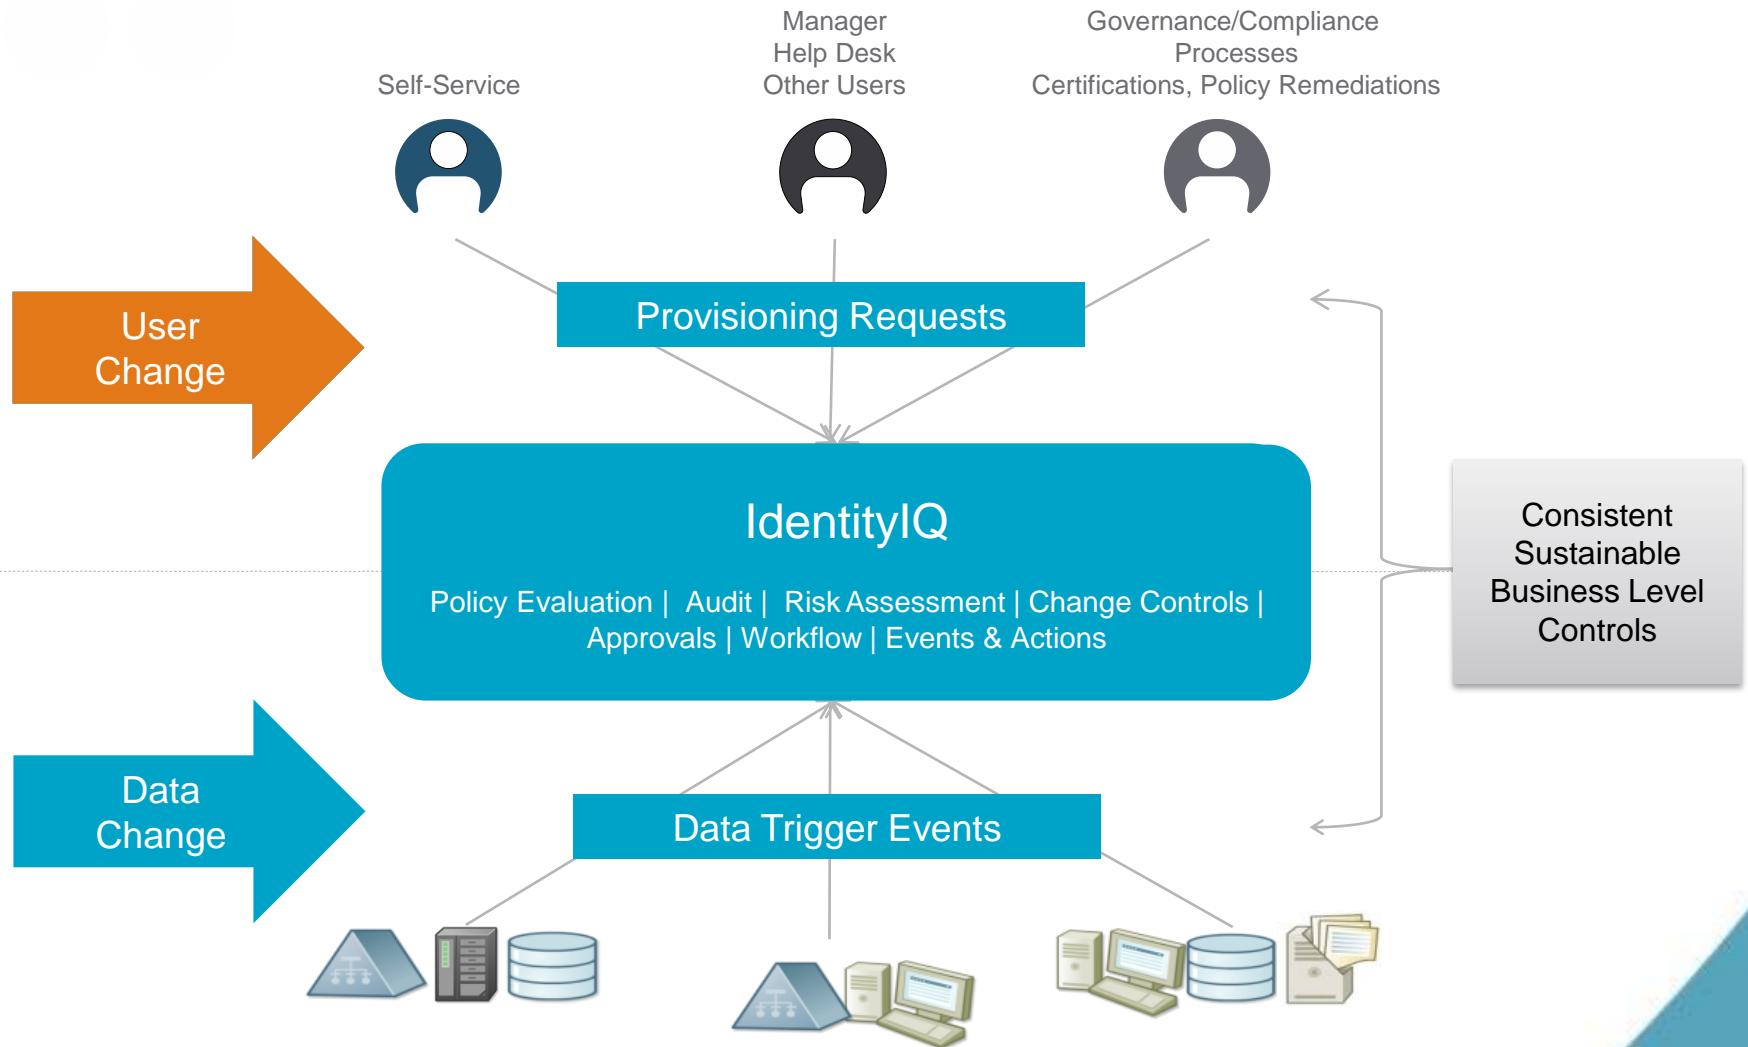 Manager
Help Desk
Other Users
Governance/Compliance
Processes
Certifications, Policy Remediations
Self-Service
User
Change
Provisioning Requests
IdentityIQ
Policy Evaluation | Audit | Risk Assessment | Change Controls |
Approvals | Workflow | Events & Actions
Consistent
Sustainable
Business Level
Controls
Data
Change
Data Trigger Events